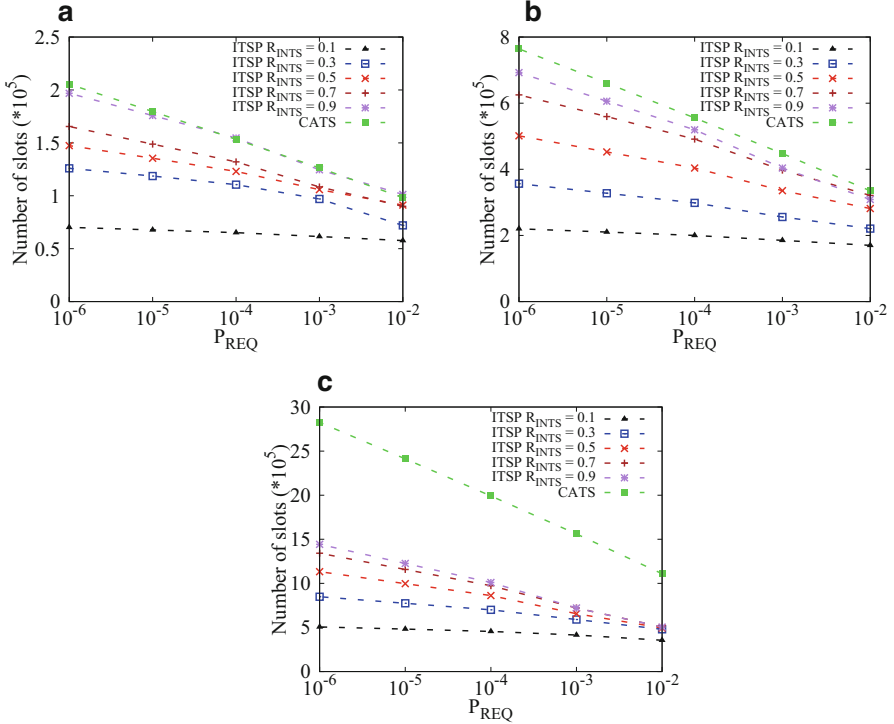 a
2.5
2
1.5
1
0.5
0
Number of slots (*10^5)
ITSP R_INTS = 0.1
ITSP R_INTS = 0.3
ITSP R_INTS = 0.5
ITSP R_INTS = 0.7
ITSP R_INTS = 0.9
CATS
10^-6 10^-5 10^-4 10^-3 10^-2
P_REQ
b
8
6
4
2
0
Number of slots (*10^5)
ITSP R_INTS = 0.1
ITSP R_INTS = 0.3
ITSP R_INTS = 0.5
ITSP R_INTS = 0.7
ITSP R_INTS = 0.9
CATS
10^-6 10^-5 10^-4 10^-3 10^-2
P_REQ
c
30
25
20
15
10
5
0
Number of slots (*10^5)
ITSP R_INTS = 0.1
ITSP R_INTS = 0.3
ITSP R_INTS = 0.5
ITSP R_INTS = 0.7
ITSP R_INTS = 0.9
CATS
10^-6 10^-5 10^-4 10^-3 10^-2
P_REQ